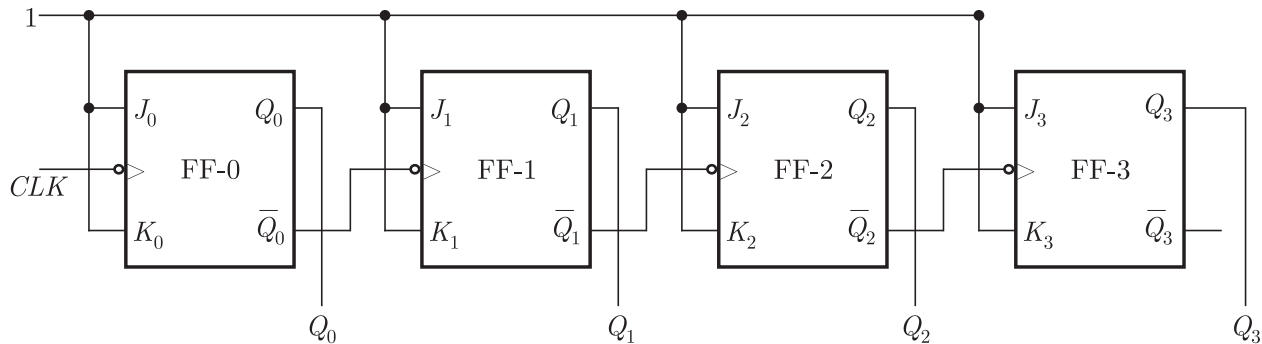 1
J₀ Q₀ J₁ Q₁ J₂ Q₂ J₃ Q₃
CLK FF-0 FF-1 FF-2 FF-3
K₀ Q̅₀ K₁ Q̅₁ K₂ Q̅₂ K₃ Q̅₃
Q₀ Q₁ Q₂ Q₃